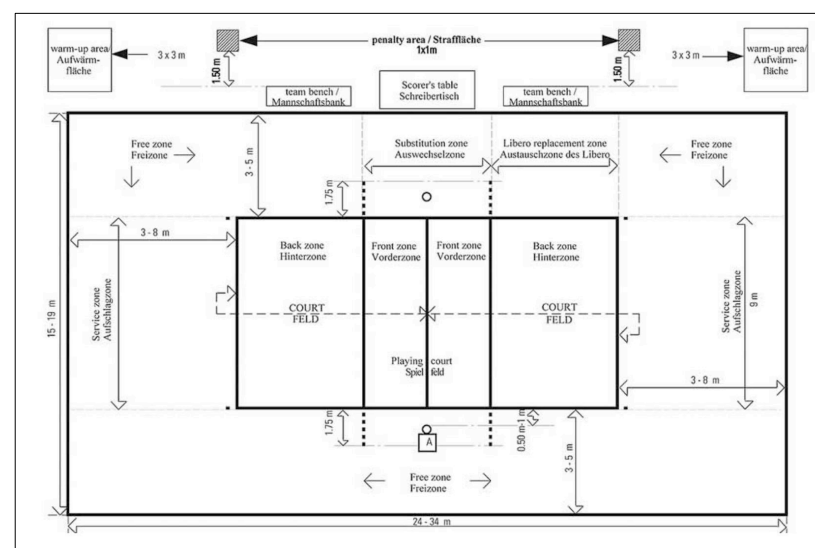 warm-up area/
Aufwärm-
fläche
3 x 3 m
penalty area / Straffläche
1x1m
1.50 m
1.50 m
3 x 3 m
warm-up area/
Aufwärm-
fläche
team bench /
Mannschaftsbank
Scorer's table
Schreibertisch
team bench /
Mannschaftsbank
Free zone
Freizone
3 - 5 m
Substitution zone
Auswechselzone
Libero replacement zone
Austauschzone des Libero
Free zone
Freizone
1.75 m
3 - 8 m
Back zone
Hinterzone
Front zone
Vorderzone
Front zone
Vorderzone
Back zone
Hinterzone
15 - 19 m
Service zone
Aufschlagzone
COURT
FELD
COURT
FELD
Service zone
Aufschlagzone
9 m
Playing court
Spiel feld
3 - 8 m
1.75 m
A
0.50 m-1 m
3 - 5 m
Free zone
Freizone
24 - 34 m